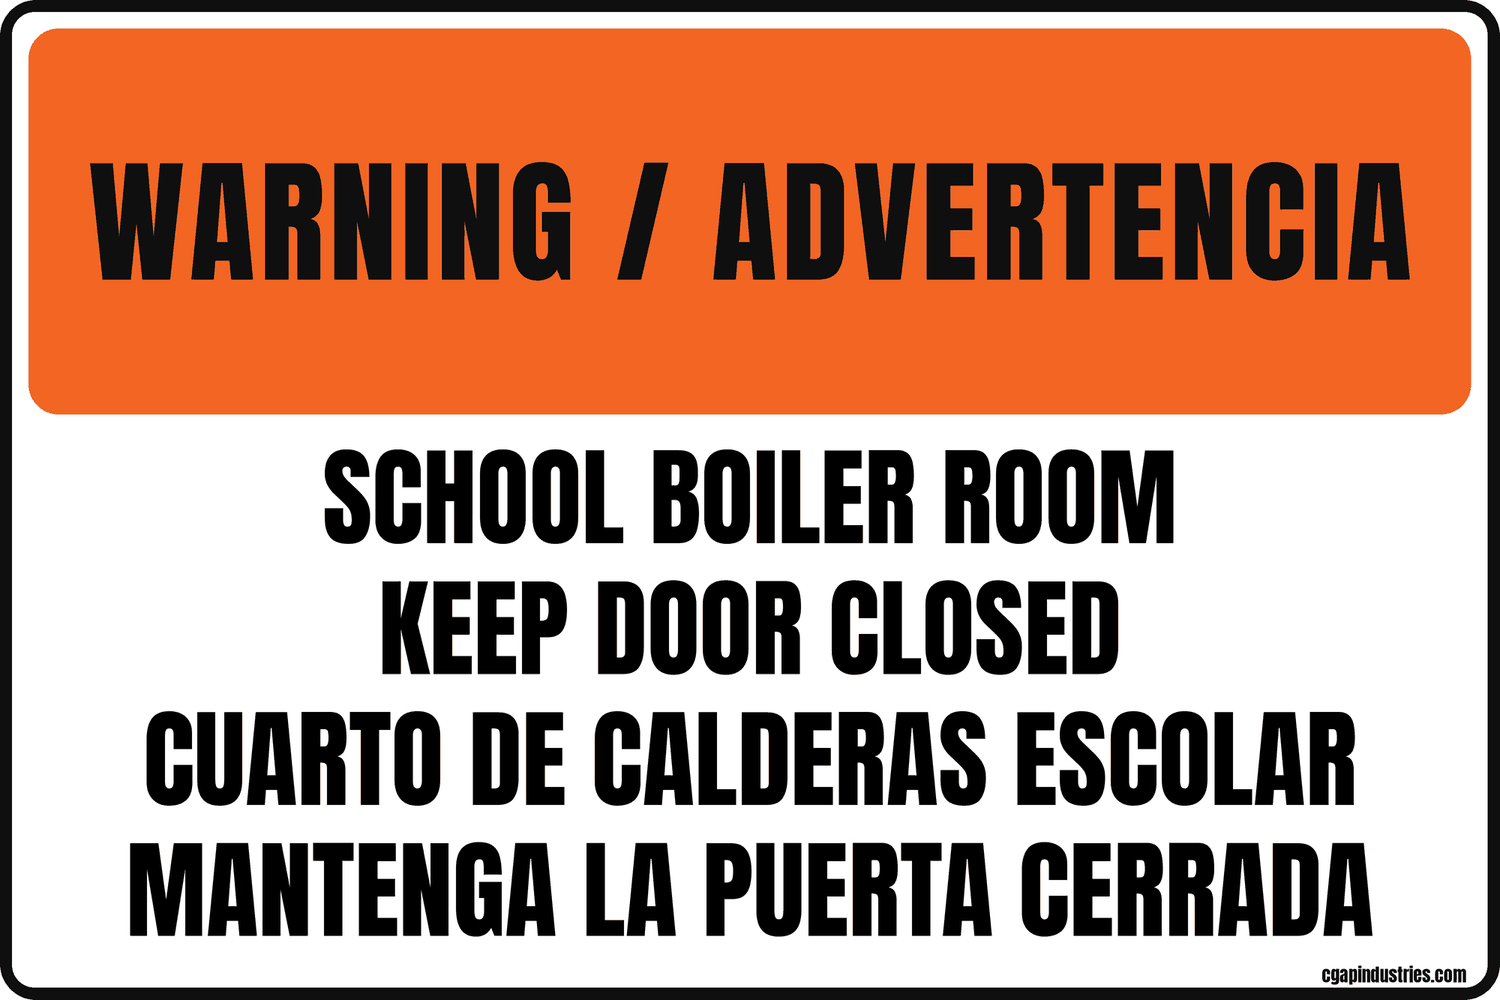 WARNING / ADVERTENCIA
SCHOOL BOILER ROOM
KEEP DOOR CLOSED
CUARTO DE CALDERAS ESCOLAR
MANTENGA LA PUERTA CERRADA
cgapindustries.com